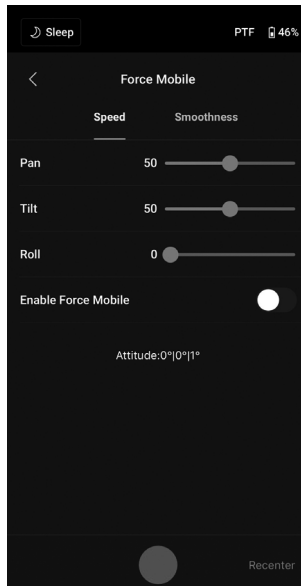 Sleep PTF 46%
Force Mobile
Speed Smoothness
Pan 50
Tilt 50
Roll 0
Enable Force Mobile
Attitude:0°|0°|1°
Recenter